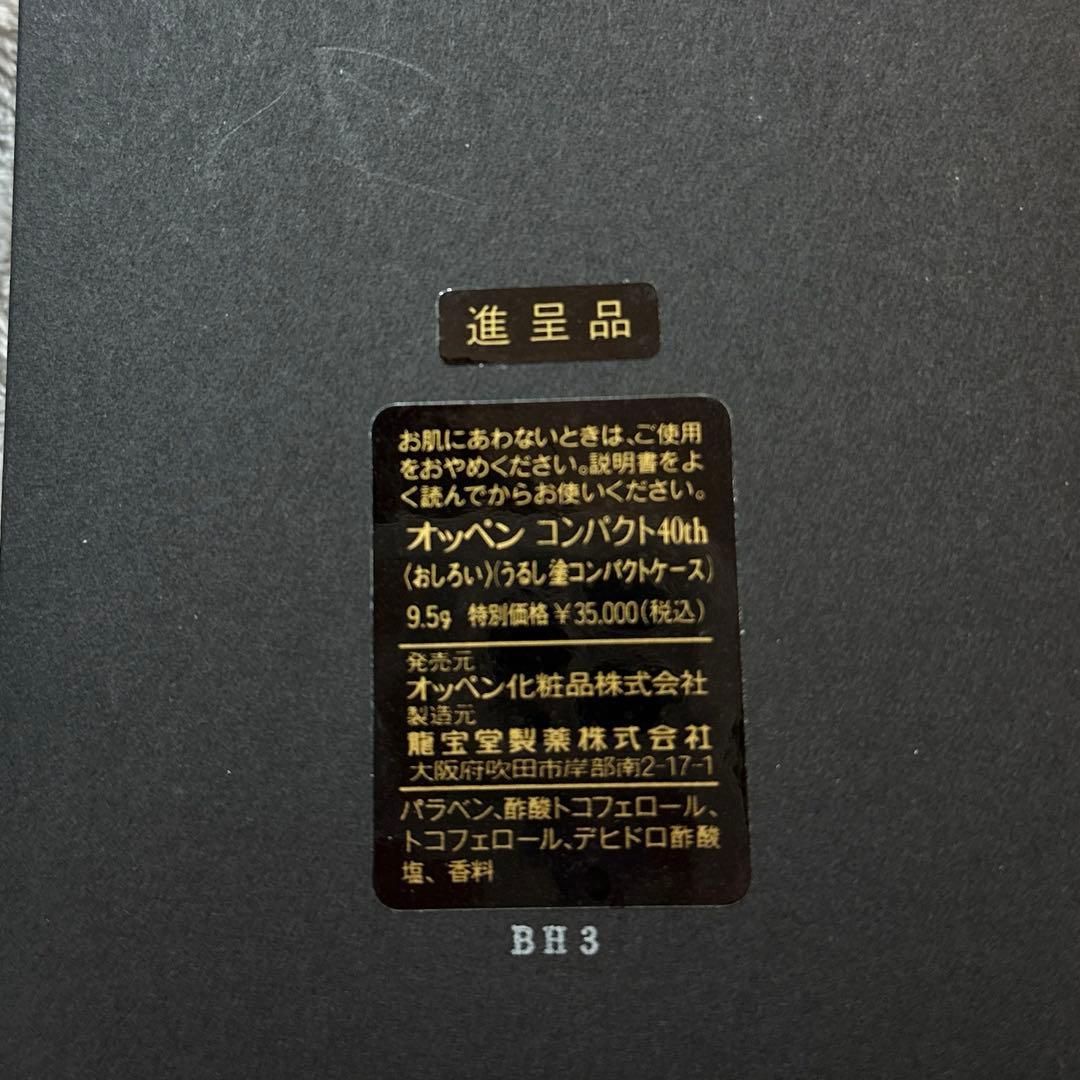 進呈品
お肌にあわないときは、ご使用
をおやめください。説明書をよ
く読んでからお使いください。
オッペン コンパクト40th
〈おしろい〉(うるし塗コンパクトケース)
9.5g 特別価格¥35,000(税込)
発売元
オッペン化粧品株式会社
製造元
龍宝堂製薬株式会社
大阪府吹田市岸部南2-17-1
パラベン、酢酸トコフェロール、
トコフェロール、デヒドロ酢酸
塩、香料
BH3